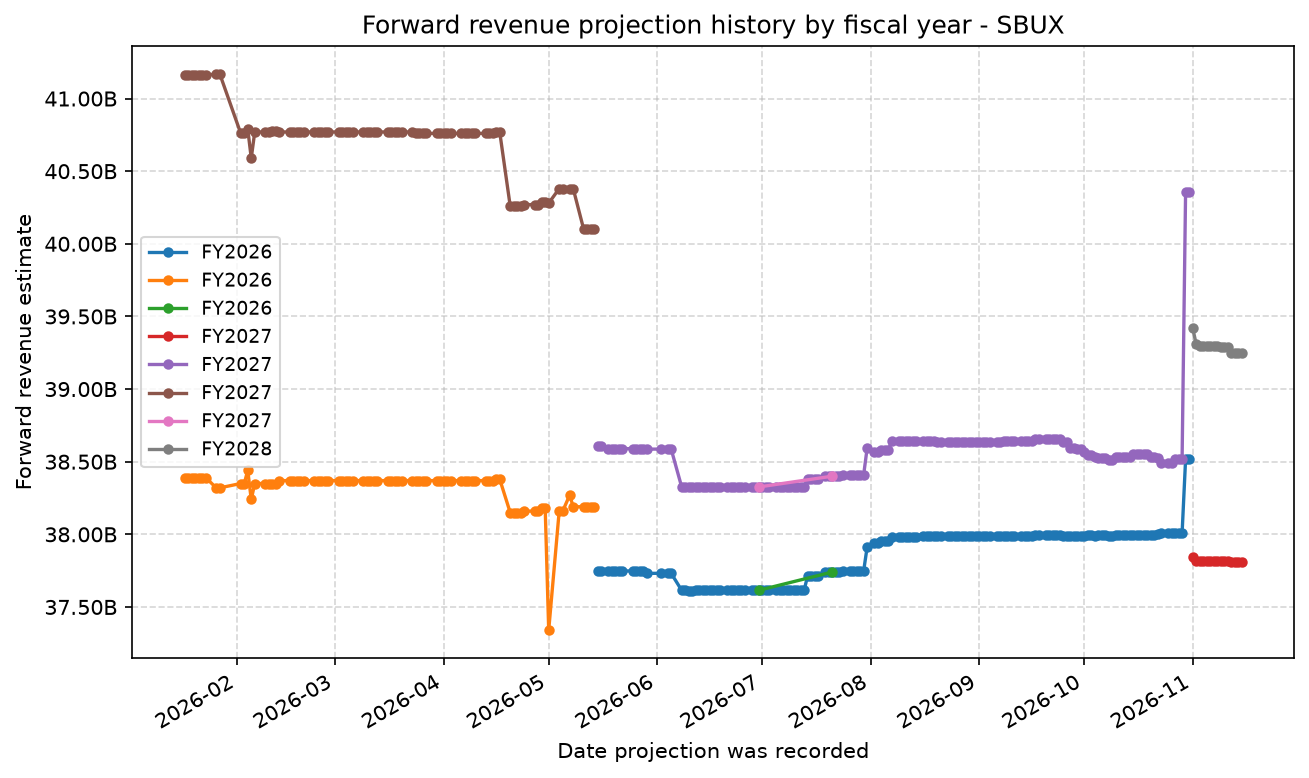 Forward revenue projection history by fiscal year - SBUX
Forward revenue estimate
41.00B
40.50B
40.00B
39.50B
39.00B
38.50B
38.00B
37.50B
FY2026
FY2026
FY2026
FY2027
FY2027
FY2027
FY2027
FY2028
2026-02
2026-03
2026-04
2026-05
2026-06
2026-07
2026-08
2026-09
2026-10
2026-11
Date projection was recorded